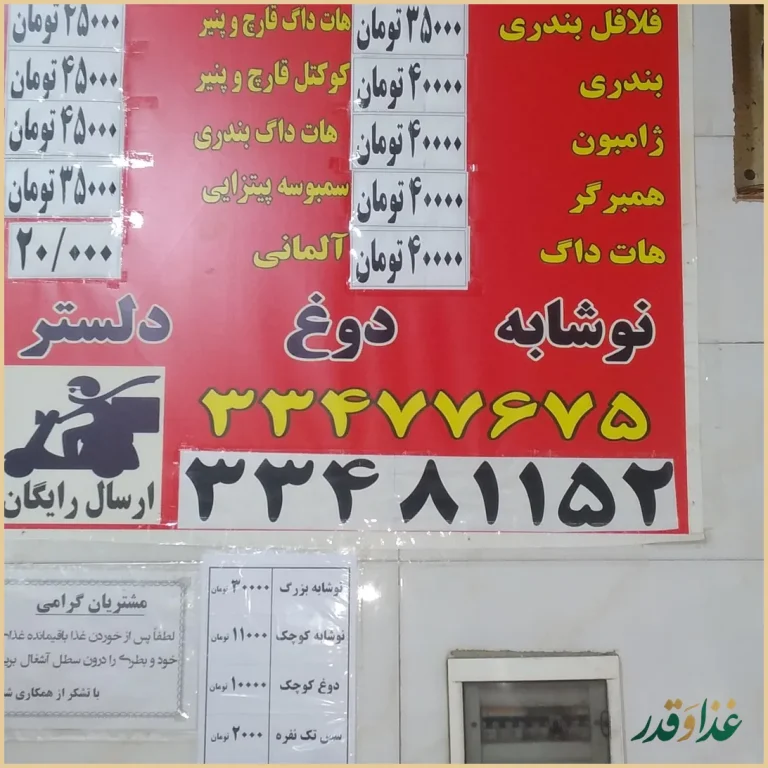 فلافل بندری ۳۵۰۰۰ تومان
بندری ۴۰۰۰۰ تومان
ژامبون ۴۰۰۰۰ تومان
همبرگر ۴۰۰۰۰ تومان
هات داگ ۴۰۰۰۰ تومان
هات داگ قارچ و پنیر ۴۵۰۰۰ تومان
کوکتل قارچ و پنیر ۴۵۰۰۰ تومان
هات داگ بندری ۴۵۰۰۰ تومان
سمبوسه پیتزایی ۳۵۰۰۰ تومان
آلمانی ۲۰/۰۰۰
نوشابه دوغ دلستر
۳۳۴۷۷۶۷۵
۳۳۴۸۱۱۵۲
ارسال رایگان
نوشابه بزرگ ۳۰۰۰۰ تومان
نوشابه کوچک ۱۱۰۰۰ تومان
دوغ کوچک ۱۰۰۰۰ تومان
سس تک نفره ۲۰۰۰ تومان
مشتریان گرامی
لطفا پس از خوردن غذا باقیمانده غذا
خود و بطری را درون سطل آشغال
با تشکر از همکاری
غذا و قدر